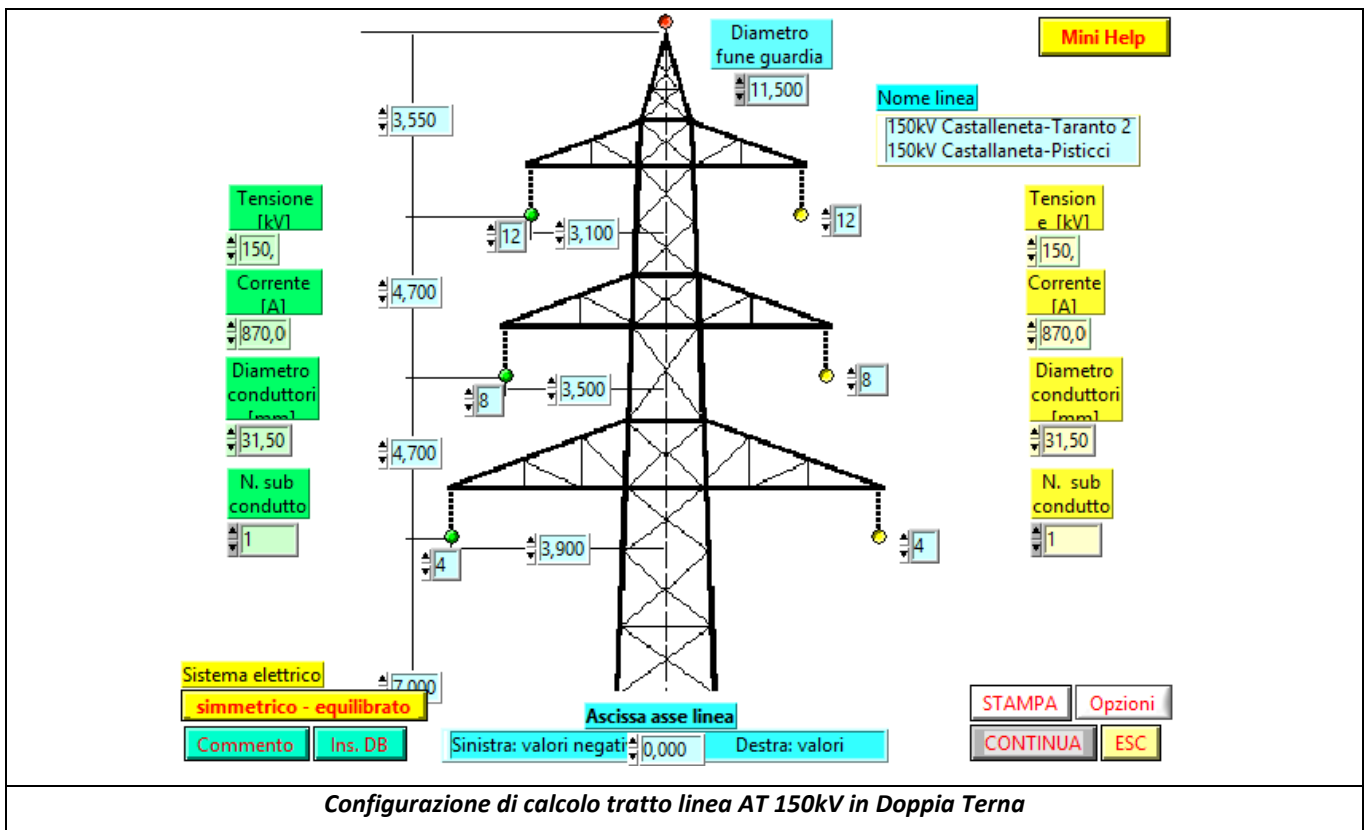 Diametro
fune guardia
11,500
Mini Help
Nome linea
150kV Castalleneta-Taranto 2
150kV Castallaneta-Pisticci
3,550
Tensione
[kV]
150,
12
3,100
12
Tension
e [kV]
150,
Corrente
[A]
870,0
4,700
Corrente
[A]
870,0
Diametro
conduttori
[mm]
31,50
8
3,500
8
Diametro
conduttori
[mm]
31,50
4,700
N. sub
condutto
1
4
3,900
4
N. sub
condutto
1
Sistema elettrico
simmetrico - equilibrato
7,000
Commento
Ins. DB
Ascissa asse linea
Sinistra: valori negati
0,000
Destra: valori
STAMPA
Opzioni
CONTINUA
ESC
Configurazione di calcolo tratto linea AT 150kV in Doppia Terna